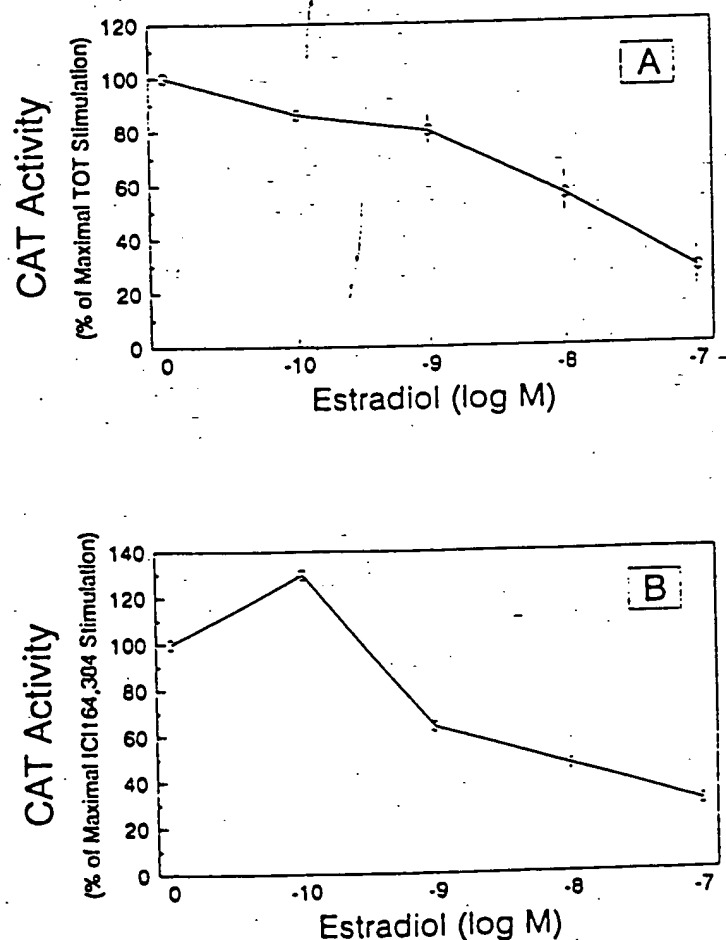 120
100
80
60
40
20
0
CAT Activity
(% of Maximal TOT Stimulation)
A
0 -10 -9 -8 -7
Estradiol (log M)
140
120
100
80
60
40
20
0
CAT Activity
(% of Maximal ICI164,384 Stimulation)
B
0 -10 -9 -8 -7
Estradiol (log M)